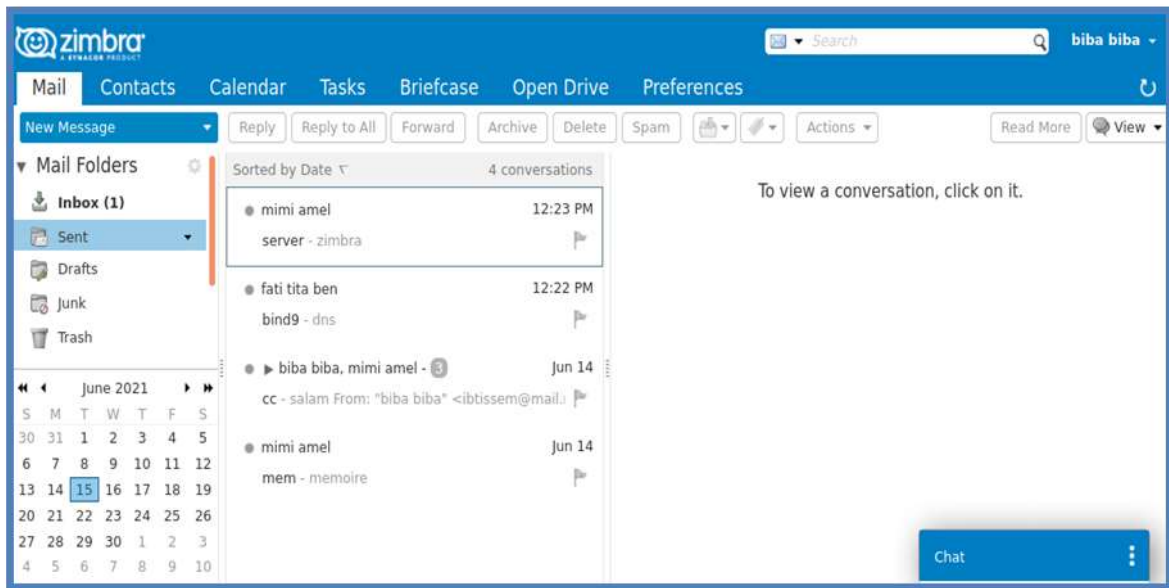 zimbra
A SYNACOR PRODUCT
Search
biba biba
Mail Contacts Calendar Tasks Briefcase Open Drive Preferences
New Message Reply Reply to All Forward Archive Delete Spam Actions Read More View
Mail Folders
Inbox (1)
Sent
Drafts
Junk
Trash
June 2021
S M T W T F S
30 31 1 2 3 4 5
6 7 8 9 10 11 12
13 14 15 16 17 18 19
20 21 22 23 24 25 26
27 28 29 30 1 2 3
4 5 6 7 8 9 10
Sorted by Date 4 conversations
mimi amel 12:23 PM
server - zimbra
fati tita ben 12:22 PM
bind9 - dns
biba biba, mimi amel - 3 Jun 14
cc - salam From: "biba biba" <ibtissem@mail.
mimi amel Jun 14
mem - memoire
To view a conversation, click on it.
Chat